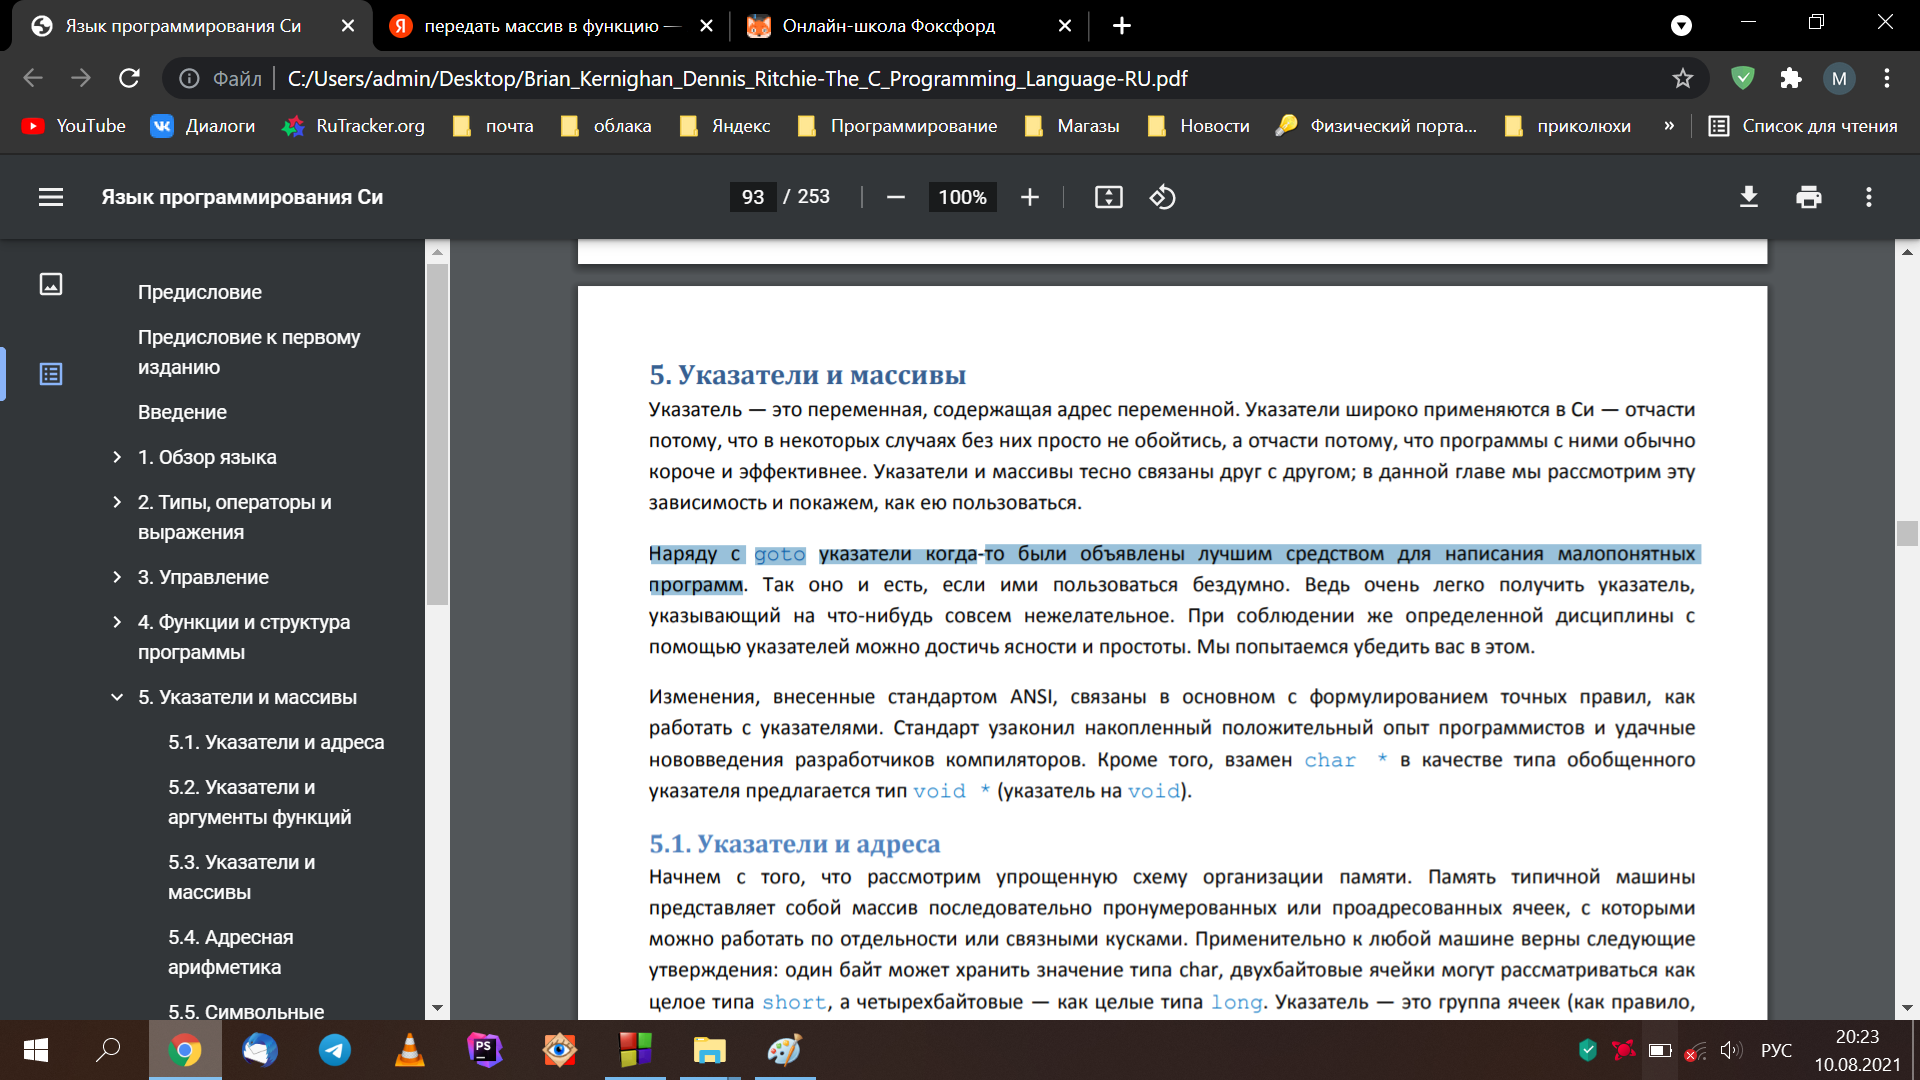 Язык программирования Си
передать массив в функцию —
Онлайн-школа Фоксфорд
Файл
C:/Users/admin/Desktop/Brian_Kernighan_Dennis_Ritchie-The_C_Programming_Language-RU.pdf
M
YouTube
Диалоги
RuTracker.org
почта
облака
Яндекс
Программирование
Магазы
Новости
Физический порта...
приколюхи
»
Список для чтения
Язык программирования Си
93 / 253
100%
Предисловие
Предисловие к первому
изданию
Введение
1. Обзор языка
2. Типы, операторы и
выражения
3. Управление
4. Функции и структура
программы
5. Указатели и массивы
5.1. Указатели и адреса
5.2. Указатели и
аргументы функций
5.3. Указатели и
массивы
5.4. Адресная
арифметика
5.5. Символьные
5. Указатели и массивы
Указатель — это переменная, содержащая адрес переменной. Указатели широко применяются в Си — отчасти
потому, что в некоторых случаях без них просто не обойтись, а отчасти потому, что программы с ними обычно
короче и эффективнее. Указатели и массивы тесно связаны друг с другом; в данной главе мы рассмотрим эту
зависимость и покажем, как ею пользоваться.
Наряду с goto указатели когда-то были объявлены лучшим средством для написания малопонятных
программ. Так оно и есть, если ими пользоваться бездумно. Ведь очень легко получить указатель,
указывающий на что-нибудь совсем нежелательное. При соблюдении же определенной дисциплины с
помощью указателей можно достичь ясности и простоты. Мы попытаемся убедить вас в этом.
Изменения, внесенные стандартом ANSI, связаны в основном с формулированием точных правил, как
работать с указателями. Стандарт узаконил накопленный положительный опыт программистов и удачные
нововведения разработчиков компиляторов. Кроме того, взамен char * в качестве типа обобщенного
указателя предлагается тип void * (указатель на void).
5.1. Указатели и адреса
Начнем с того, что рассмотрим упрощенную схему организации памяти. Память типичной машины
представляет собой массив последовательно пронумерованных или проадресованных ячеек, с которыми
можно работать по отдельности или связными кусками. Применительно к любой машине верны следующие
утверждения: один байт может хранить значение типа char, двухбайтовые ячейки могут рассматриваться как
целое типа short, а четырехбайтовые — как целые типа long. Указатель — это группа ячеек (как правило,
PS
РУС
20:23
10.08.2021